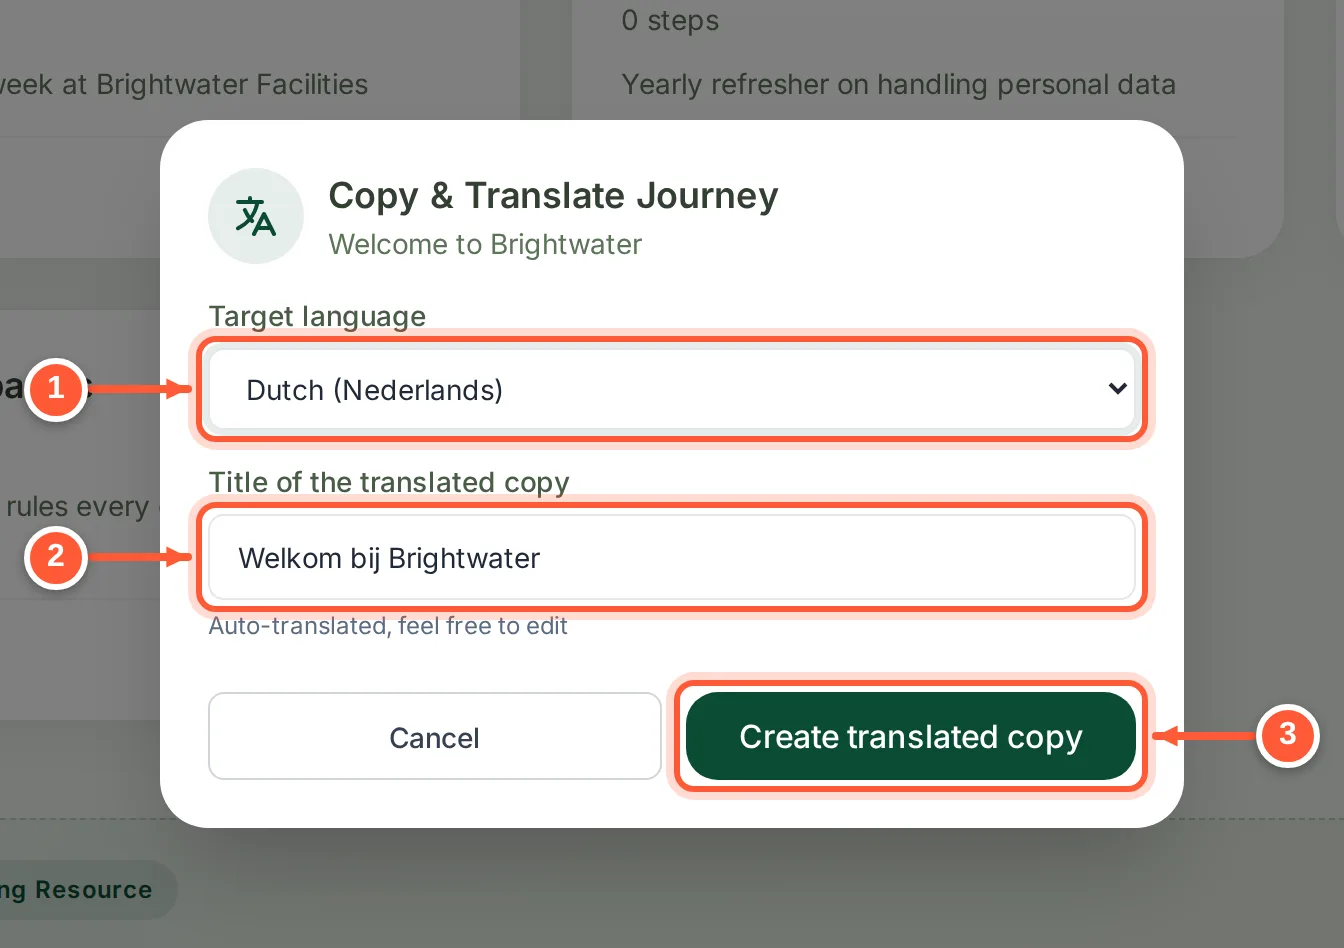 0 steps
week at Brightwater Facilities
Yearly refresher on handling personal data
Copy & Translate Journey
Welcome to Brightwater
Target language
1
Dutch (Nederlands)
Title of the translated copy
rules every
2
Welkom bij Brightwater
Auto-translated, feel free to edit
Cancel
Create translated copy
3
Resource